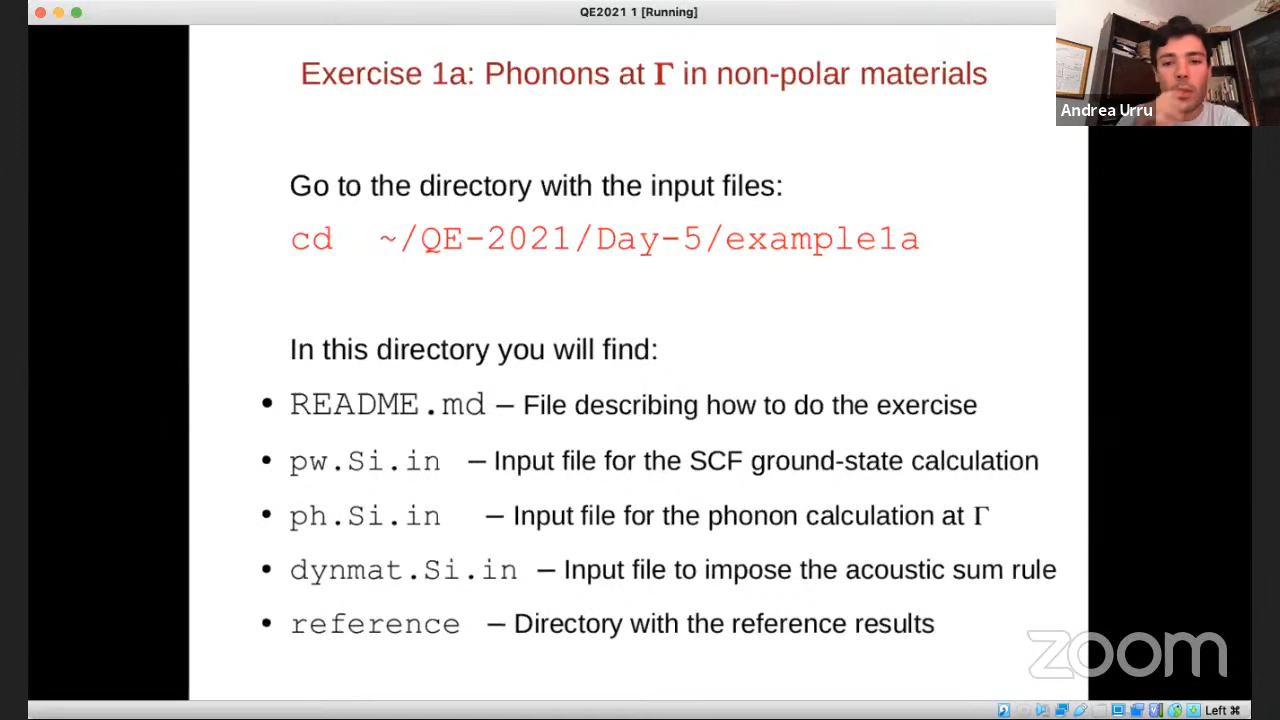 QE2021 1 [Running]
Exercise 1a: Phonons at Γ in non-polar materials
Andrea Urru
Go to the directory with the input files:
cd ~/QE-2021/Day-5/example1a
In this directory you will find:
• README.md – File describing how to do the exercise
• pw.Si.in – Input file for the SCF ground-state calculation
• ph.Si.in – Input file for the phonon calculation at Γ
• dynmat.Si.in – Input file to impose the acoustic sum rule
• reference – Directory with the reference results
zoom
Left ⌘